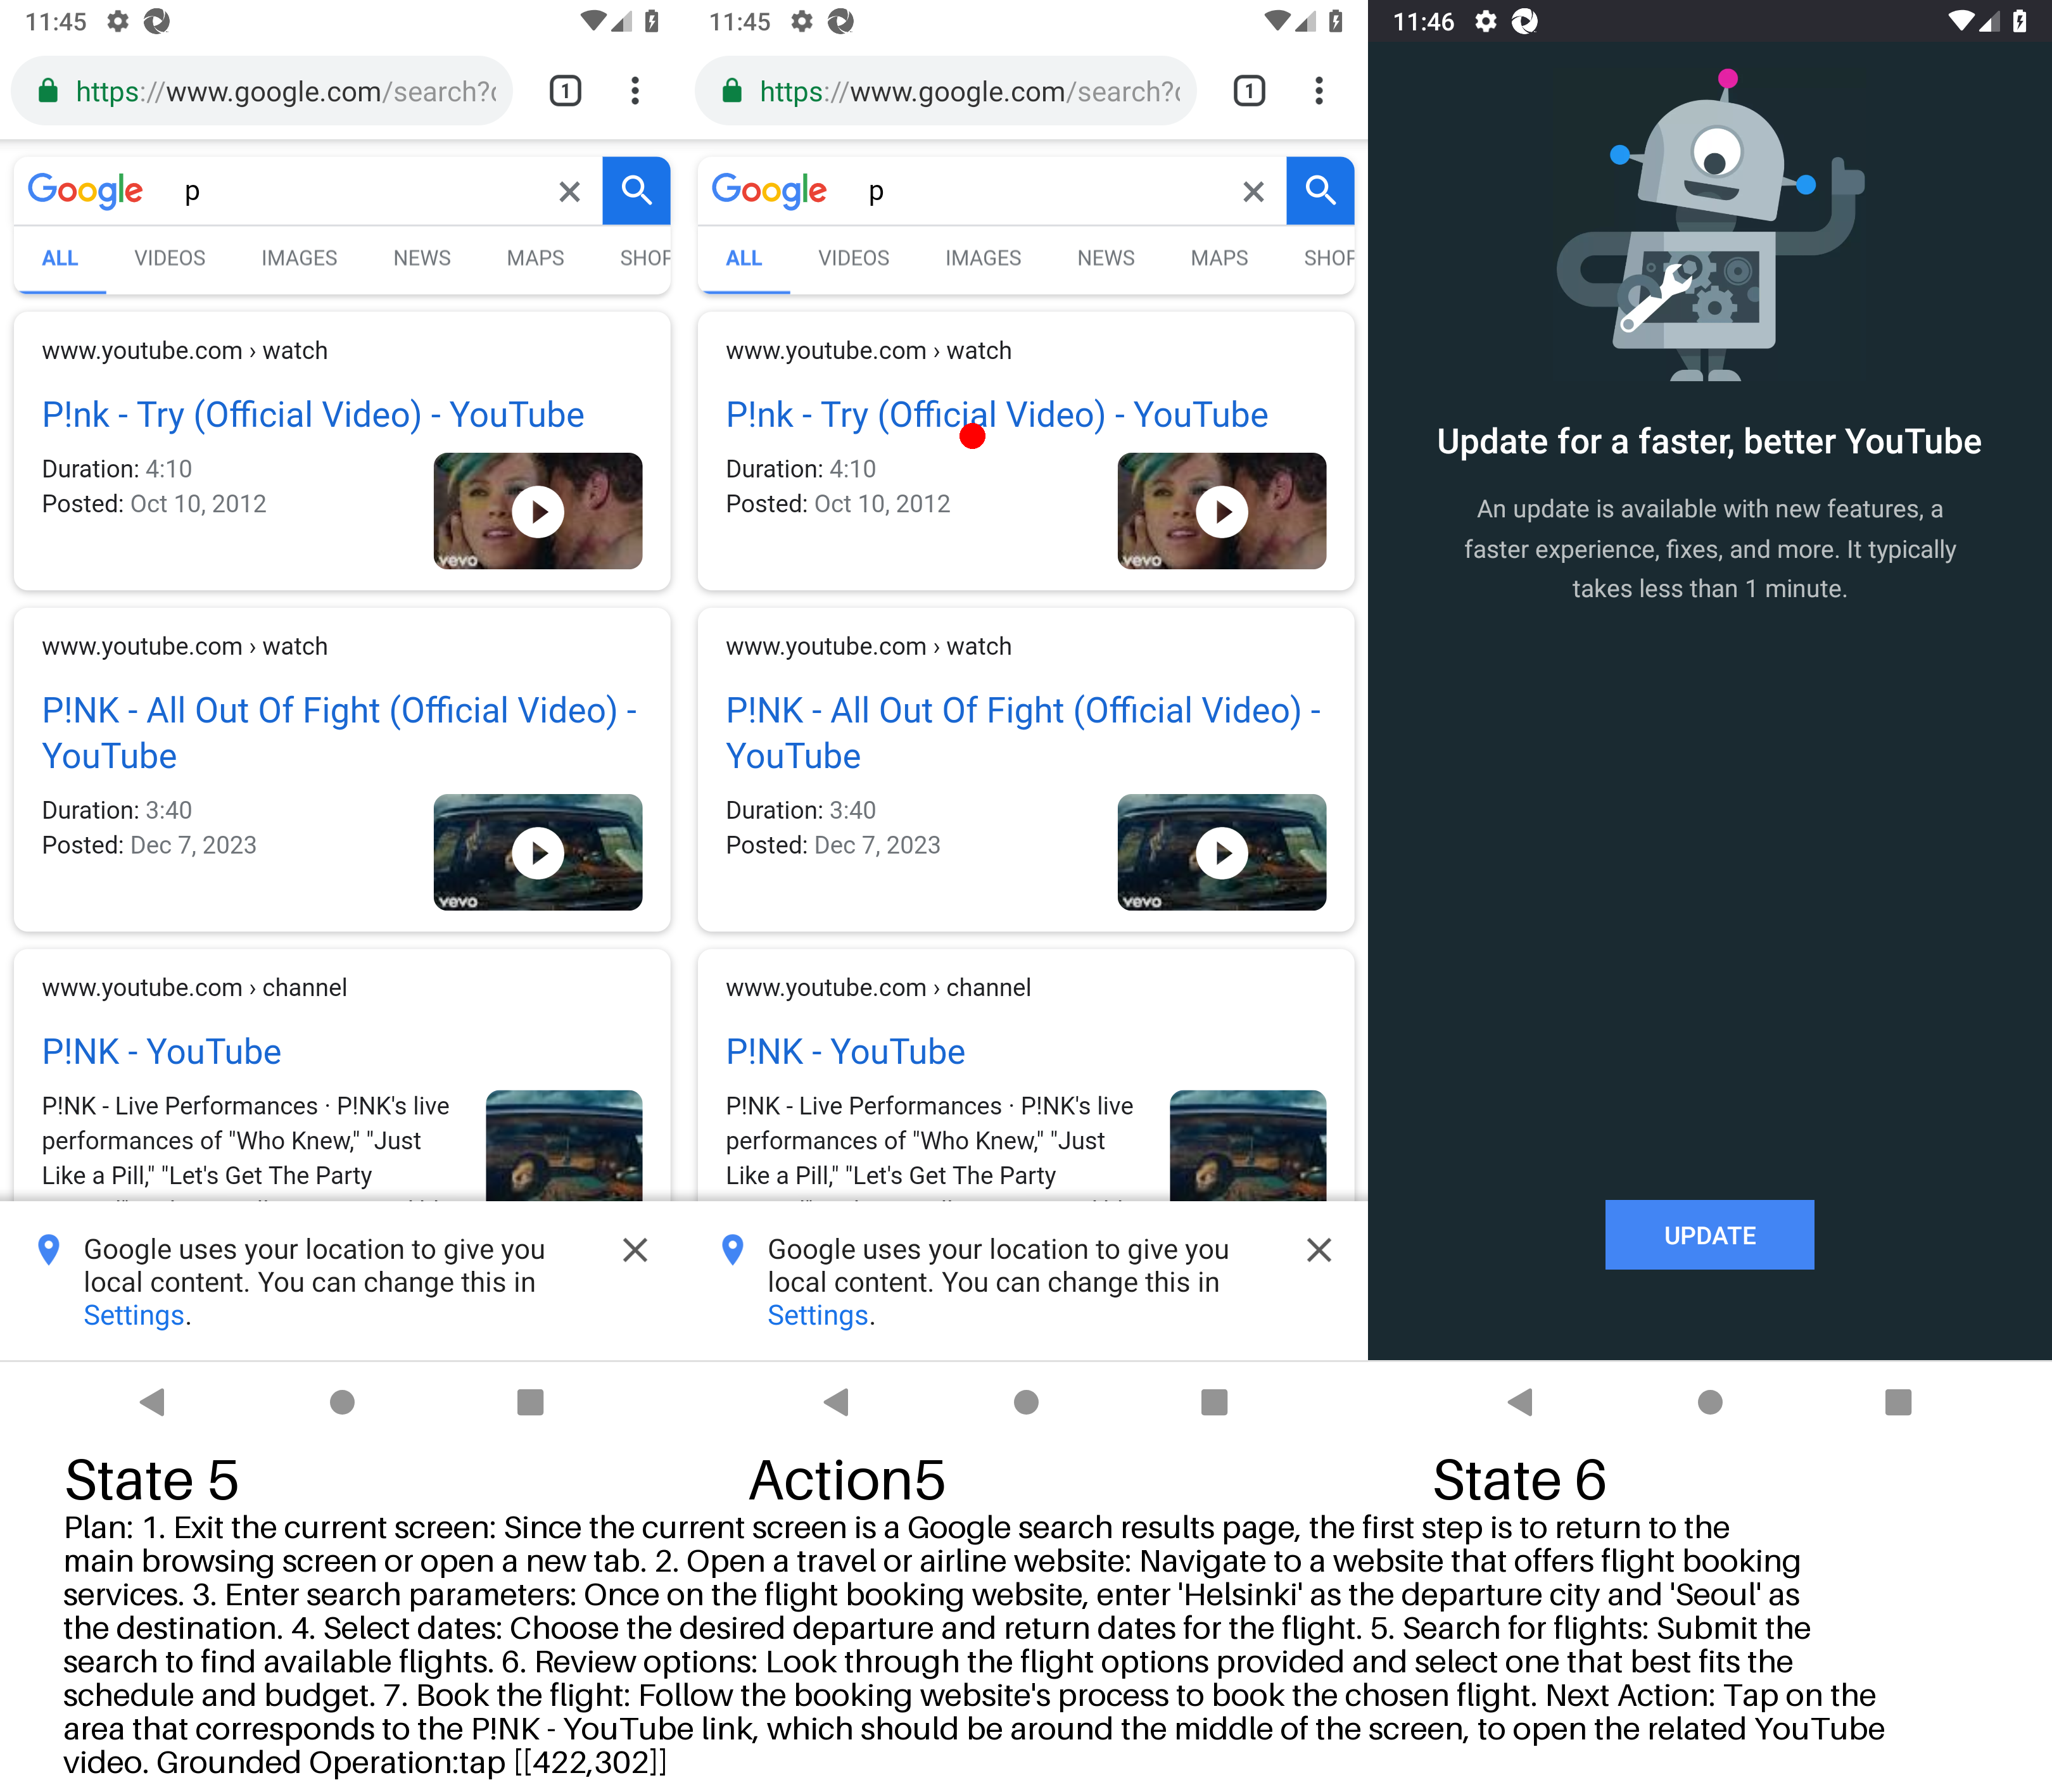 11:45
https://www.google.com/search?
1
Google
p
ALL VIDEOS IMAGES NEWS MAPS SHOP
www.youtube.com › watch
P!nk - Try (Official Video) - YouTube
Duration: 4:10
Posted: Oct 10, 2012
vevo
www.youtube.com › watch
P!NK - All Out Of Fight (Official Video) -
YouTube
Duration: 3:40
Posted: Dec 7, 2023
vevo
www.youtube.com › channel
P!NK - YouTube
P!NK - Live Performances · P!NK's live
performances of "Who Knew," "Just
Like a Pill," "Let's Get The Party
Google uses your location to give you
local content. You can change this in
Settings.
11:45
https://www.google.com/search?
1
Google
p
ALL VIDEOS IMAGES NEWS MAPS SHOP
www.youtube.com › watch
P!nk - Try (Official Video) - YouTube
Duration: 4:10
Posted: Oct 10, 2012
vevo
www.youtube.com › watch
P!NK - All Out Of Fight (Official Video) -
YouTube
Duration: 3:40
Posted: Dec 7, 2023
vevo
www.youtube.com › channel
P!NK - YouTube
P!NK - Live Performances · P!NK's live
performances of "Who Knew," "Just
Like a Pill," "Let's Get The Party
Google uses your location to give you
local content. You can change this in
Settings.
11:46
Update for a faster, better YouTube
An update is available with new features, a
faster experience, fixes, and more. It typically
takes less than 1 minute.
UPDATE
State 5
Action5
State 6
Plan: 1. Exit the current screen: Since the current screen is a Google search results page, the first step is to return to the
main browsing screen or open a new tab. 2. Open a travel or airline website: Navigate to a website that offers flight booking
services. 3. Enter search parameters: Once on the flight booking website, enter 'Helsinki' as the departure city and 'Seoul' as
the destination. 4. Select dates: Choose the desired departure and return dates for the flight. 5. Search for flights: Submit the
search to find available flights. 6. Review options: Look through the flight options provided and select one that best fits the
schedule and budget. 7. Book the flight: Follow the booking website's process to book the chosen flight. Next Action: Tap on the
area that corresponds to the P!NK - YouTube link, which should be around the middle of the screen, to open the related YouTube
video. Grounded Operation:tap [[422,302]]